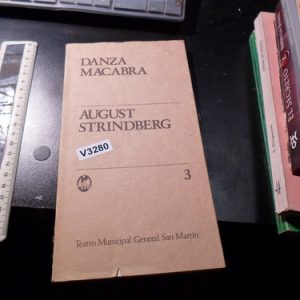 DANZA
MACABRA
AUGUST
STRINDBERG
V3280
3
Teatro Municipal General San Martín